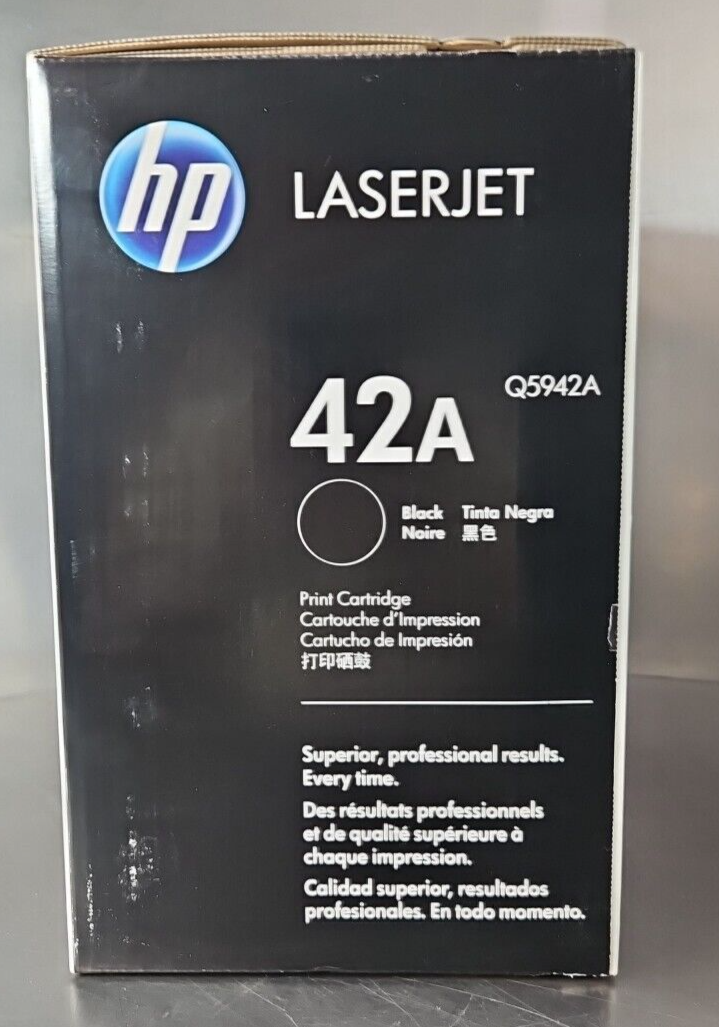 hp
LASERJET
42A
Q5942A
Black Tinta Negra
Noire 黑色
Print Cartridge
Cartouche d'Impression
Cartucho de Impresión
打印硒鼓
Superior, professional results.
Every time.
Des résultats professionnels
et de qualité supérieure à
chaque impression.
Calidad superior, resultados
profesionales. En todo momento.